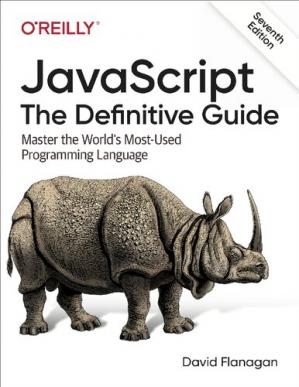 O'REILLY®
Seventh
Edition
JavaScript
The Definitive Guide
Master the World's Most-Used
Programming Language
David Flanagan